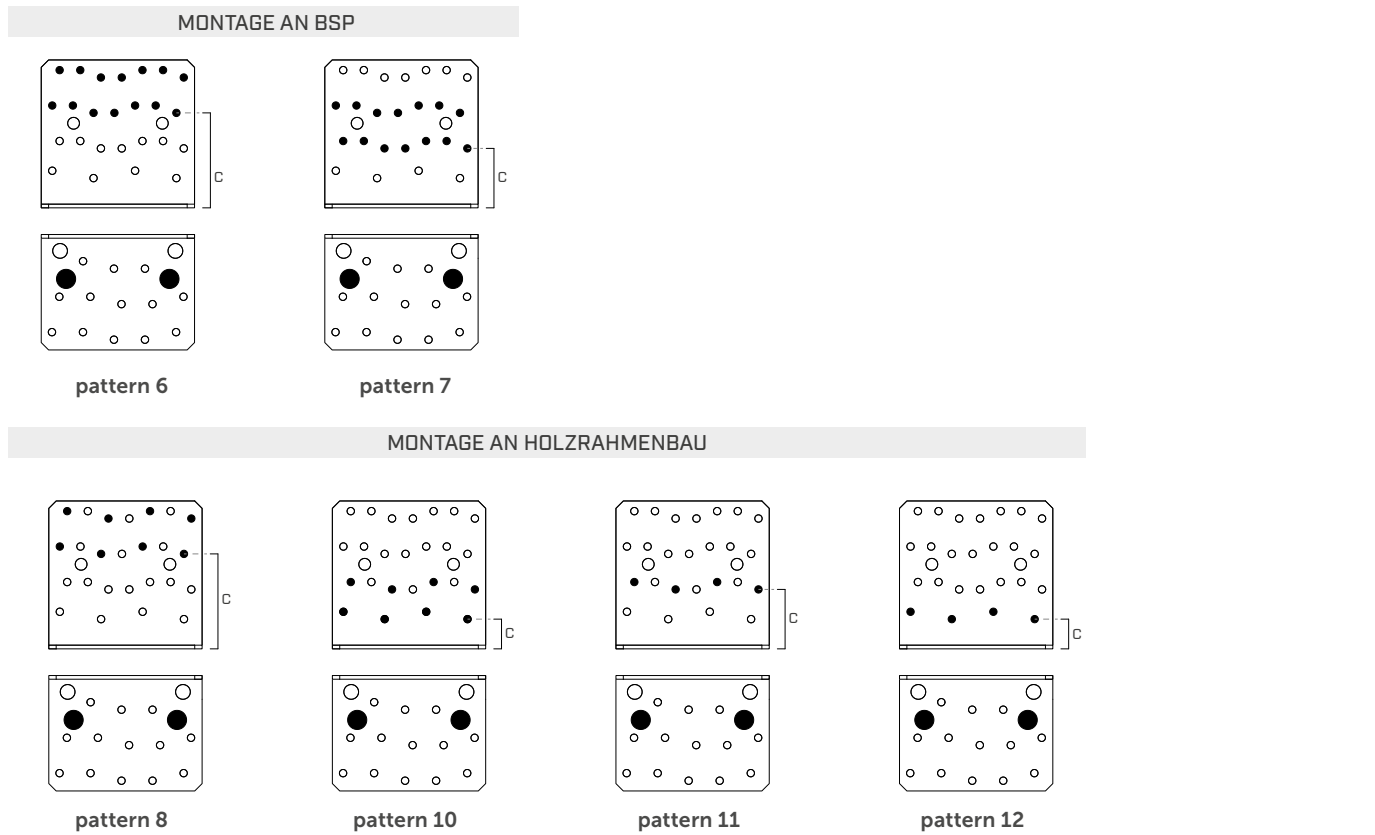 MONTAGE AN BSP
C
C
pattern 6
pattern 7
MONTAGE AN HOLZRAHMENBAU
C
C
C
C
pattern 8
pattern 10
pattern 11
pattern 12